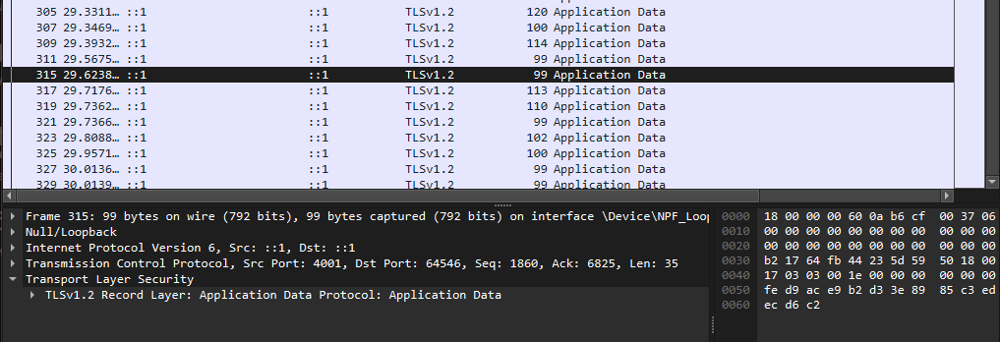 305 29.3311… ::1 ::1 TLSv1.2 120 Application Data
307 29.3469… ::1 ::1 TLSv1.2 100 Application Data
309 29.3932… ::1 ::1 TLSv1.2 114 Application Data
311 29.5675… ::1 ::1 TLSv1.2 99 Application Data
315 29.6238… ::1 ::1 TLSv1.2 99 Application Data
317 29.7176… ::1 ::1 TLSv1.2 113 Application Data
319 29.7362… ::1 ::1 TLSv1.2 110 Application Data
321 29.7366… ::1 ::1 TLSv1.2 99 Application Data
323 29.8088… ::1 ::1 TLSv1.2 102 Application Data
325 29.9571… ::1 ::1 TLSv1.2 100 Application Data
327 30.0136… ::1 ::1 TLSv1.2 99 Application Data
329 30.0139… ::1 ::1 TLSv1.2 99 Application Data
Frame 315: 99 bytes on wire (792 bits), 99 bytes captured (792 bits) on interface \Device\NPF_Loop
Null/Loopback
Internet Protocol Version 6, Src: ::1, Dst: ::1
Transmission Control Protocol, Src Port: 4001, Dst Port: 64546, Seq: 1860, Ack: 6825, Len: 35
Transport Layer Security
TLSv1.2 Record Layer: Application Data Protocol: Application Data
0000 18 00 00 00 60 0a b6 cf 00 37 06
0010 00 00 00 00 00 00 00 00 00 00 00
0020 00 00 00 00 00 00 00 00 00 00 00
0030 b2 17 64 fb 44 23 5d 59 50 18 00
0040 17 03 03 00 1e 00 00 00 00 00 00
0050 fe d9 ac e9 b2 d3 3e 89 85 c3 ed
0060 ec d6 c2